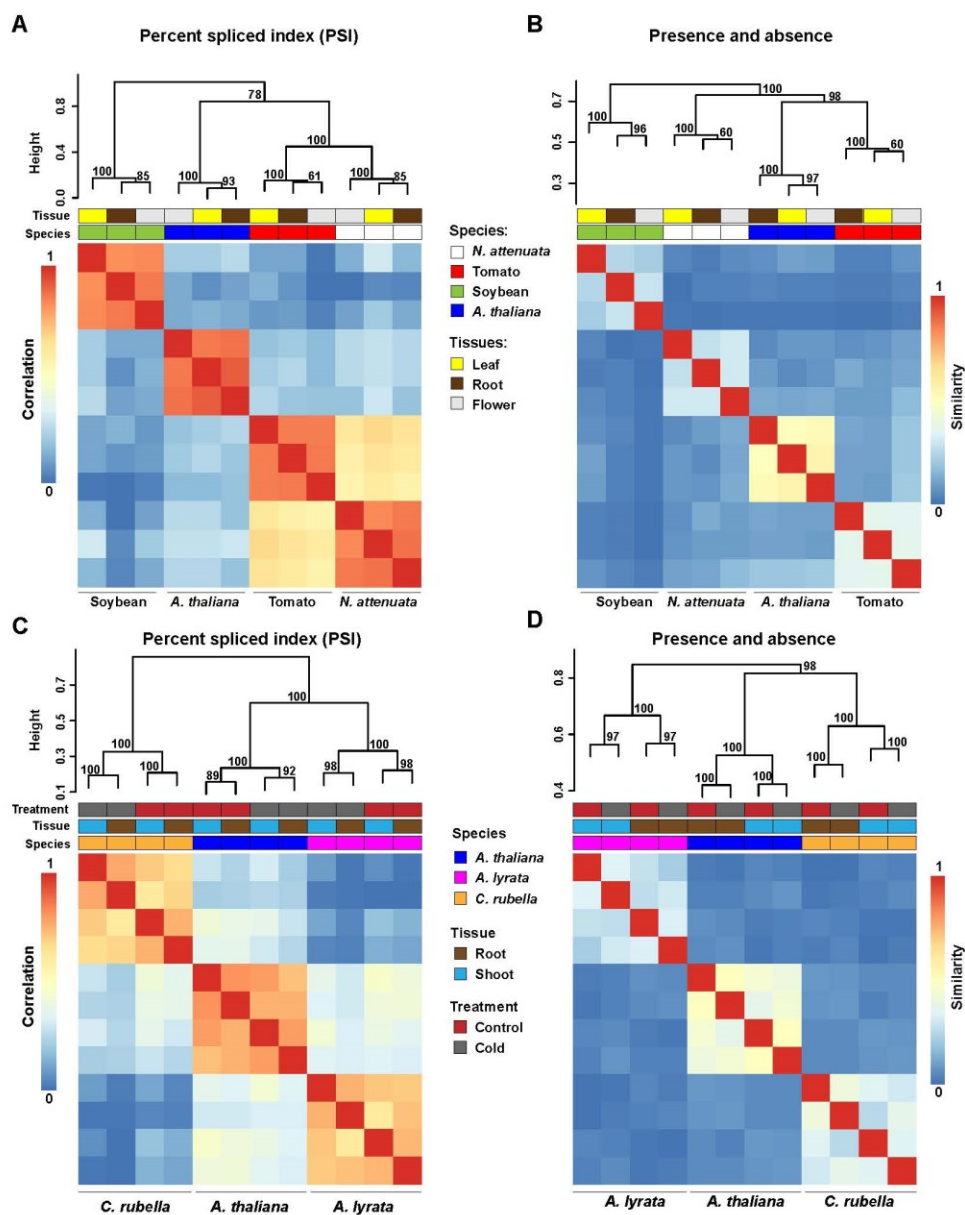 A
Percent spliced index (PSI)
Height
0.8
0.4
0.0
78
100
100
100
100
100
85
93
61
85
Tissue
Species
1
Correlation
0
Soybean
A. thaliana
Tomato
N. attenuata
Species:
N. attenuata
Tomato
Soybean
A. thaliana
Tissues:
Leaf
Root
Flower
B
Presence and absence
0.7
0.5
0.3
100
98
100
96
100
60
100
60
100
97
1
Similarity
0
Soybean
N. attenuata
A. thaliana
Tomato
C
Percent spliced index (PSI)
Height
0.7
0.5
0.3
0.1
100
100
100
100
100
100
89
92
98
98
Treatment
Tissue
Species
1
Correlation
0
C. rubella
A. thaliana
A. lyrata
Species
A. thaliana
A. lyrata
C. rubella
Tissue
Root
Shoot
Treatment
Control
Cold
D
Presence and absence
0.8
0.6
0.4
98
100
100
100
97
97
100
100
100
100
1
Similarity
0
A. lyrata
A. thaliana
C. rubella